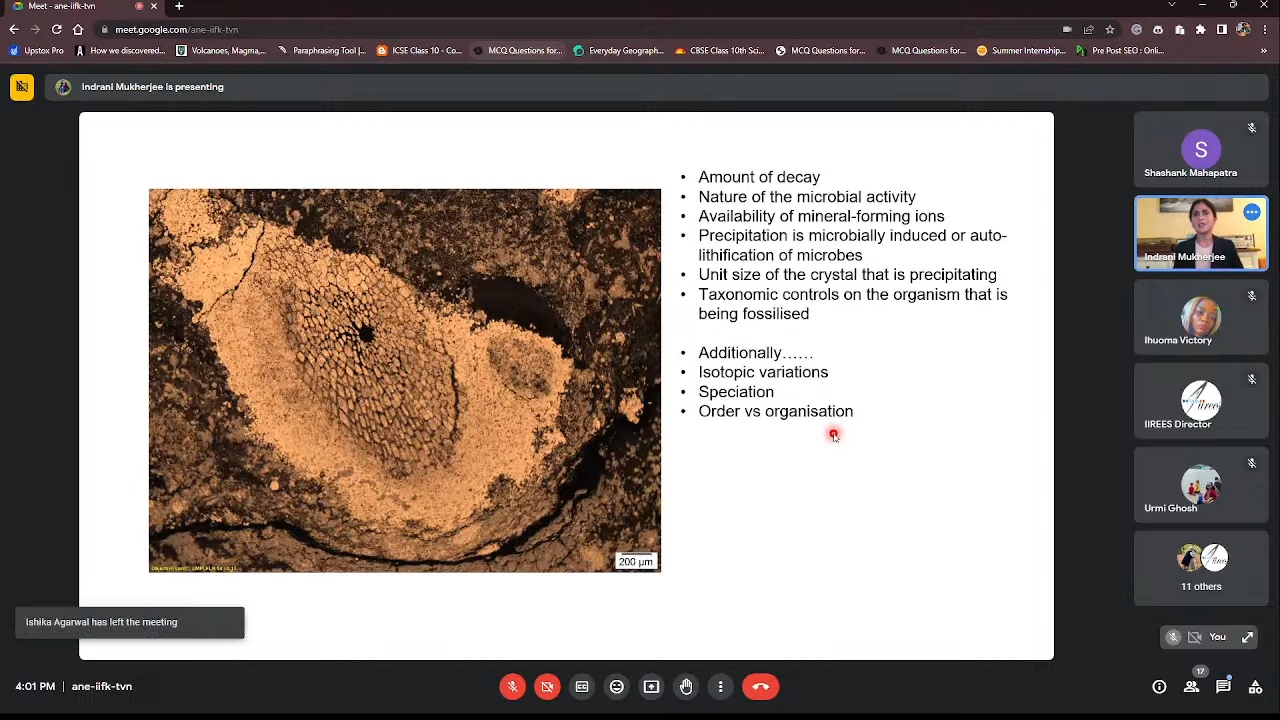 Meet - ane-iifk-tvn
meet.google.com/ane-iifk-tvn
Upstox Pro
How we discovered...
Volcanoes, Magma,...
Paraphrasing Tool |...
ICSE Class 10 - Co...
MCQ Questions for...
Everyday Geograph...
CBSE Class 10th Sci...
MCQ Questions for...
MCQ Questions for...
Summer Internship...
Pre Post SEO : Onli...
Indrani Mukherjee is presenting
• Amount of decay
• Nature of the microbial activity
• Availability of mineral-forming ions
• Precipitation is microbially induced or auto-
lithification of microbes
• Unit size of the crystal that is precipitating
• Taxonomic controls on the organism that is
being fossilised
• Additionally……
• Isotopic variations
• Speciation
• Order vs organisation
200 µm
S
Shashank Mahapatra
Indrani Mukherjee
Ihuoma Victory
IIREES Director
Urmi Ghosh
11 others
You
Ishika Agarwal has left the meeting
4:01 PM | ane-iifk-tvn
17